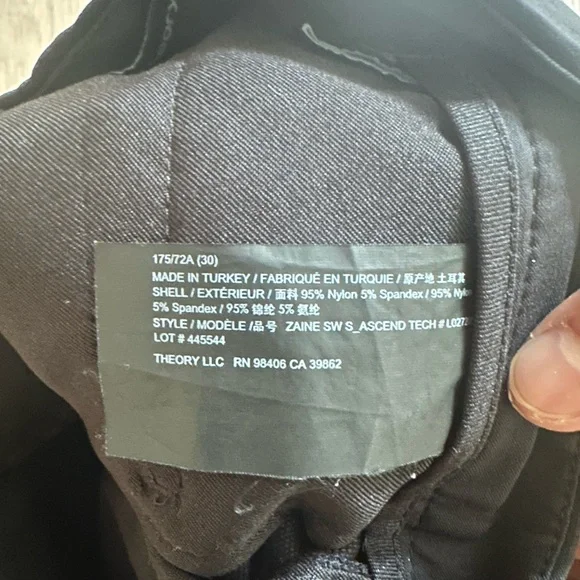 175/72A (30)
MADE IN TURKEY / FABRIQUÉ EN TURQUIE / 原产地 土耳其
SHELL / EXTÉRIEUR / 面料 95% Nylon 5% Spandex / 95% Nylo
5% Spandex / 95% 锦纶 5% 氨纶
STYLE / MODÈLE /品号 ZAINE SW S_ASCEND TECH # L027
LOT # 445544
THEORY LLC RN 98406 CA 39862